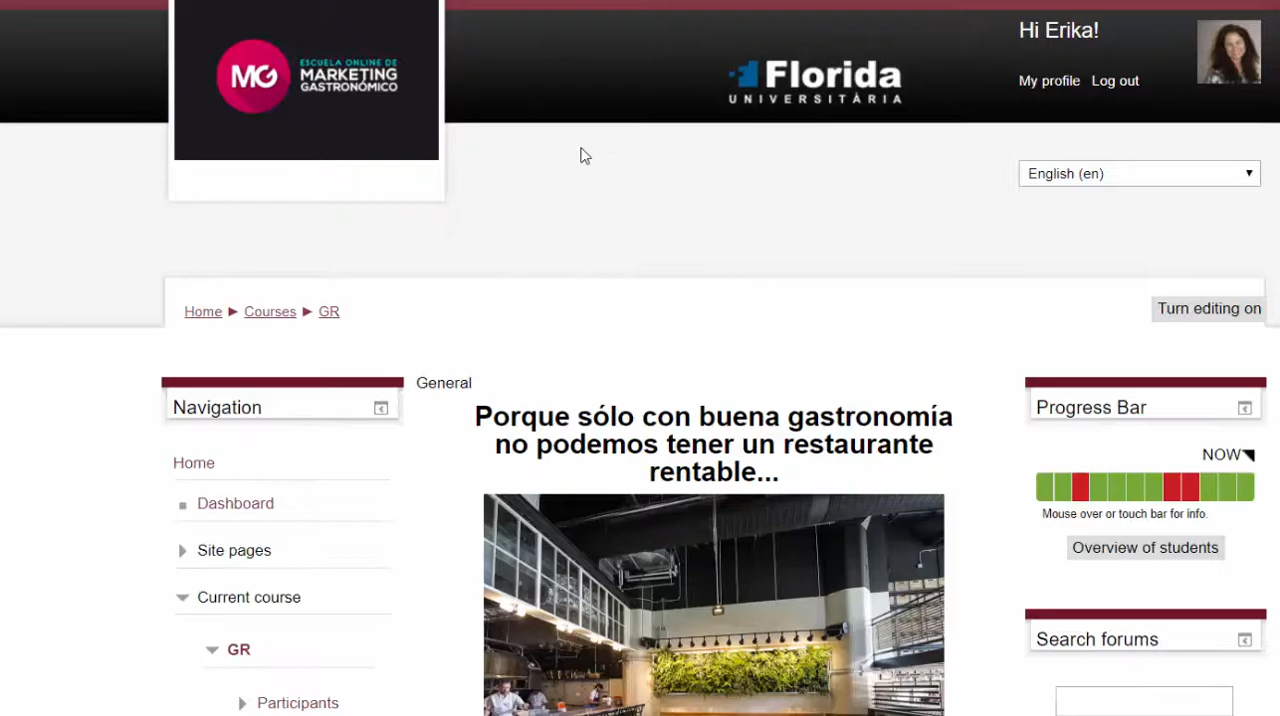 MG
ESCUELA ONLINE DE
MARKETING
GASTRONÓMICO
Florida
UNIVERSITÀRIA
Hi Erika!
My profile Log out
English (en)
Home ► Courses ► GR
Turn editing on
Navigation
Home
Dashboard
Site pages
Current course
GR
Participants
General
Porque sólo con buena gastronomía
no podemos tener un restaurante
rentable...
Progress Bar
NOW
Mouse over or touch bar for info.
Overview of students
Search forums